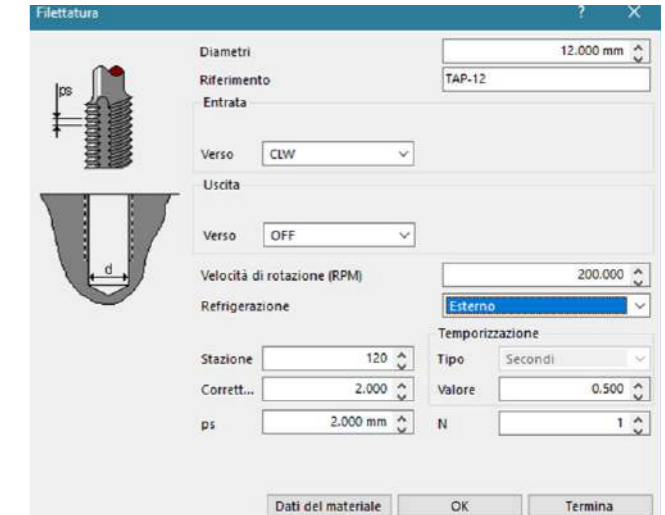 Filettatura ? X
Diametri 12.000 mm
Riferimento TAP-12
Entrata
Verso CLW
Uscita
Verso OFF
Velocità di rotazione (RPM) 200.000
Refrigerazione Esterno
Temporizzazione
Stazione 120 Tipo Secondi
Corrett... 2.000 Valore 0.500
ps 2.000 mm N 1
Dati del materiale OK Termina
ps
d